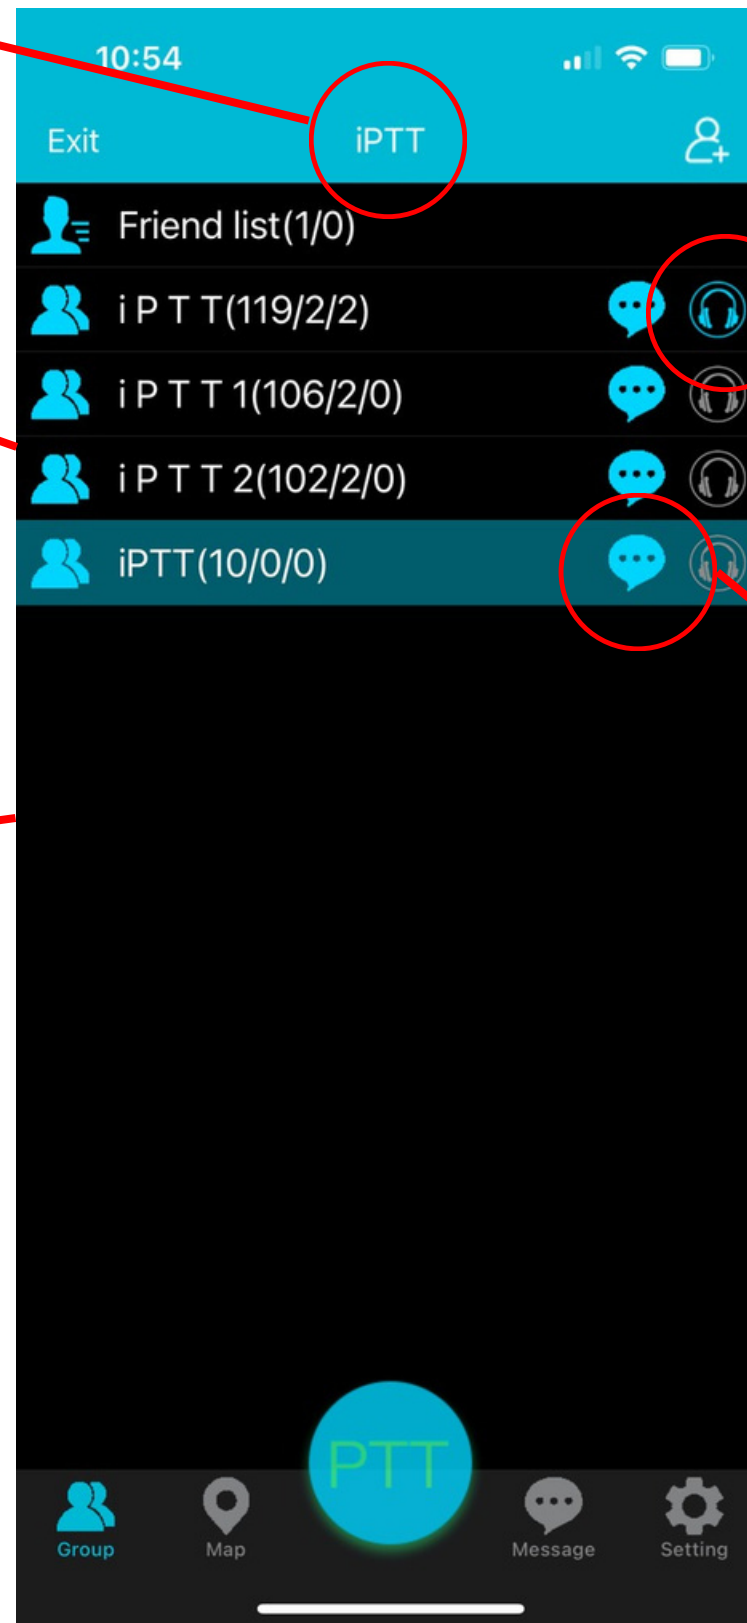 10:54
Exit iPTT
Friend list(1/0)
i P T T(119/2/2)
i P T T 1(106/2/0)
i P T T 2(102/2/0)
iPTT(10/0/0)
PTT
Group Map Message Setting